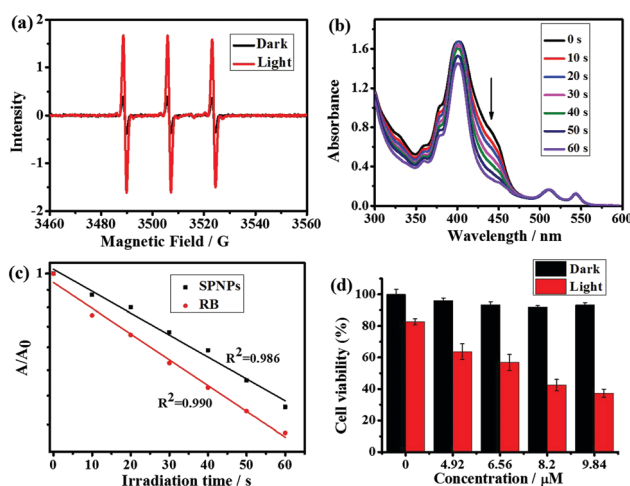 (a)
Dark
Light
Intensity
2
1
0
-1
-2
3460
3480
3500
3520
3540
3560
Magnetic Field / G
(b)
0 s
10 s
20 s
30 s
40 s
50 s
60 s
Absorbance
1.6
1.2
0.8
0.4
0.0
300
350
400
450
500
550
600
Wavelength / nm
(c)
SPNPs
RB
A/A0
1
R2=0.986
R2=0.990
0
10
20
30
40
50
60
Irradiation time / s
(d)
Dark
Light
Cell viability (%)
120
100
80
60
40
20
0
0
4.92
6.56
8.2
9.84
Concentration / μM